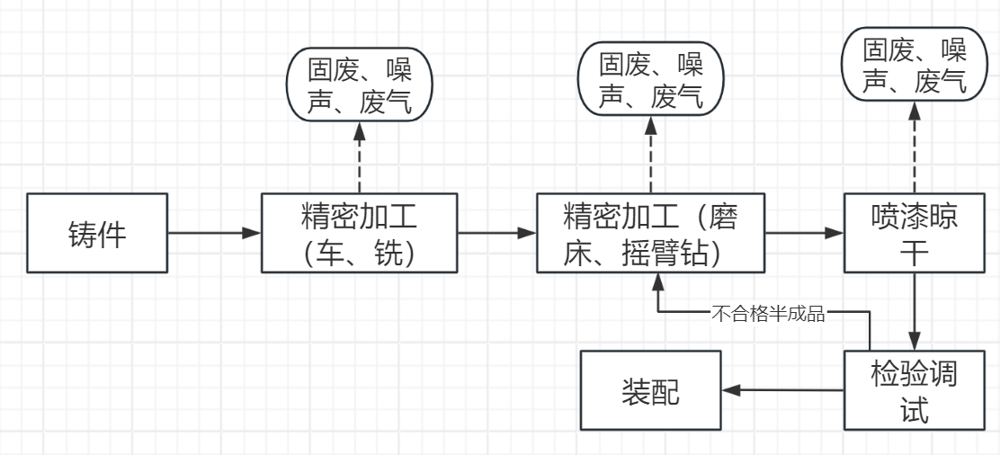 固废、噪
声、废气
固废、噪
声、废气
固废、噪
声、废气
铸件
精密加工
（车、铣）
精密加工（磨
床、摇臂钻）
喷漆晾
干
不合格半成品
装配
检验调
试